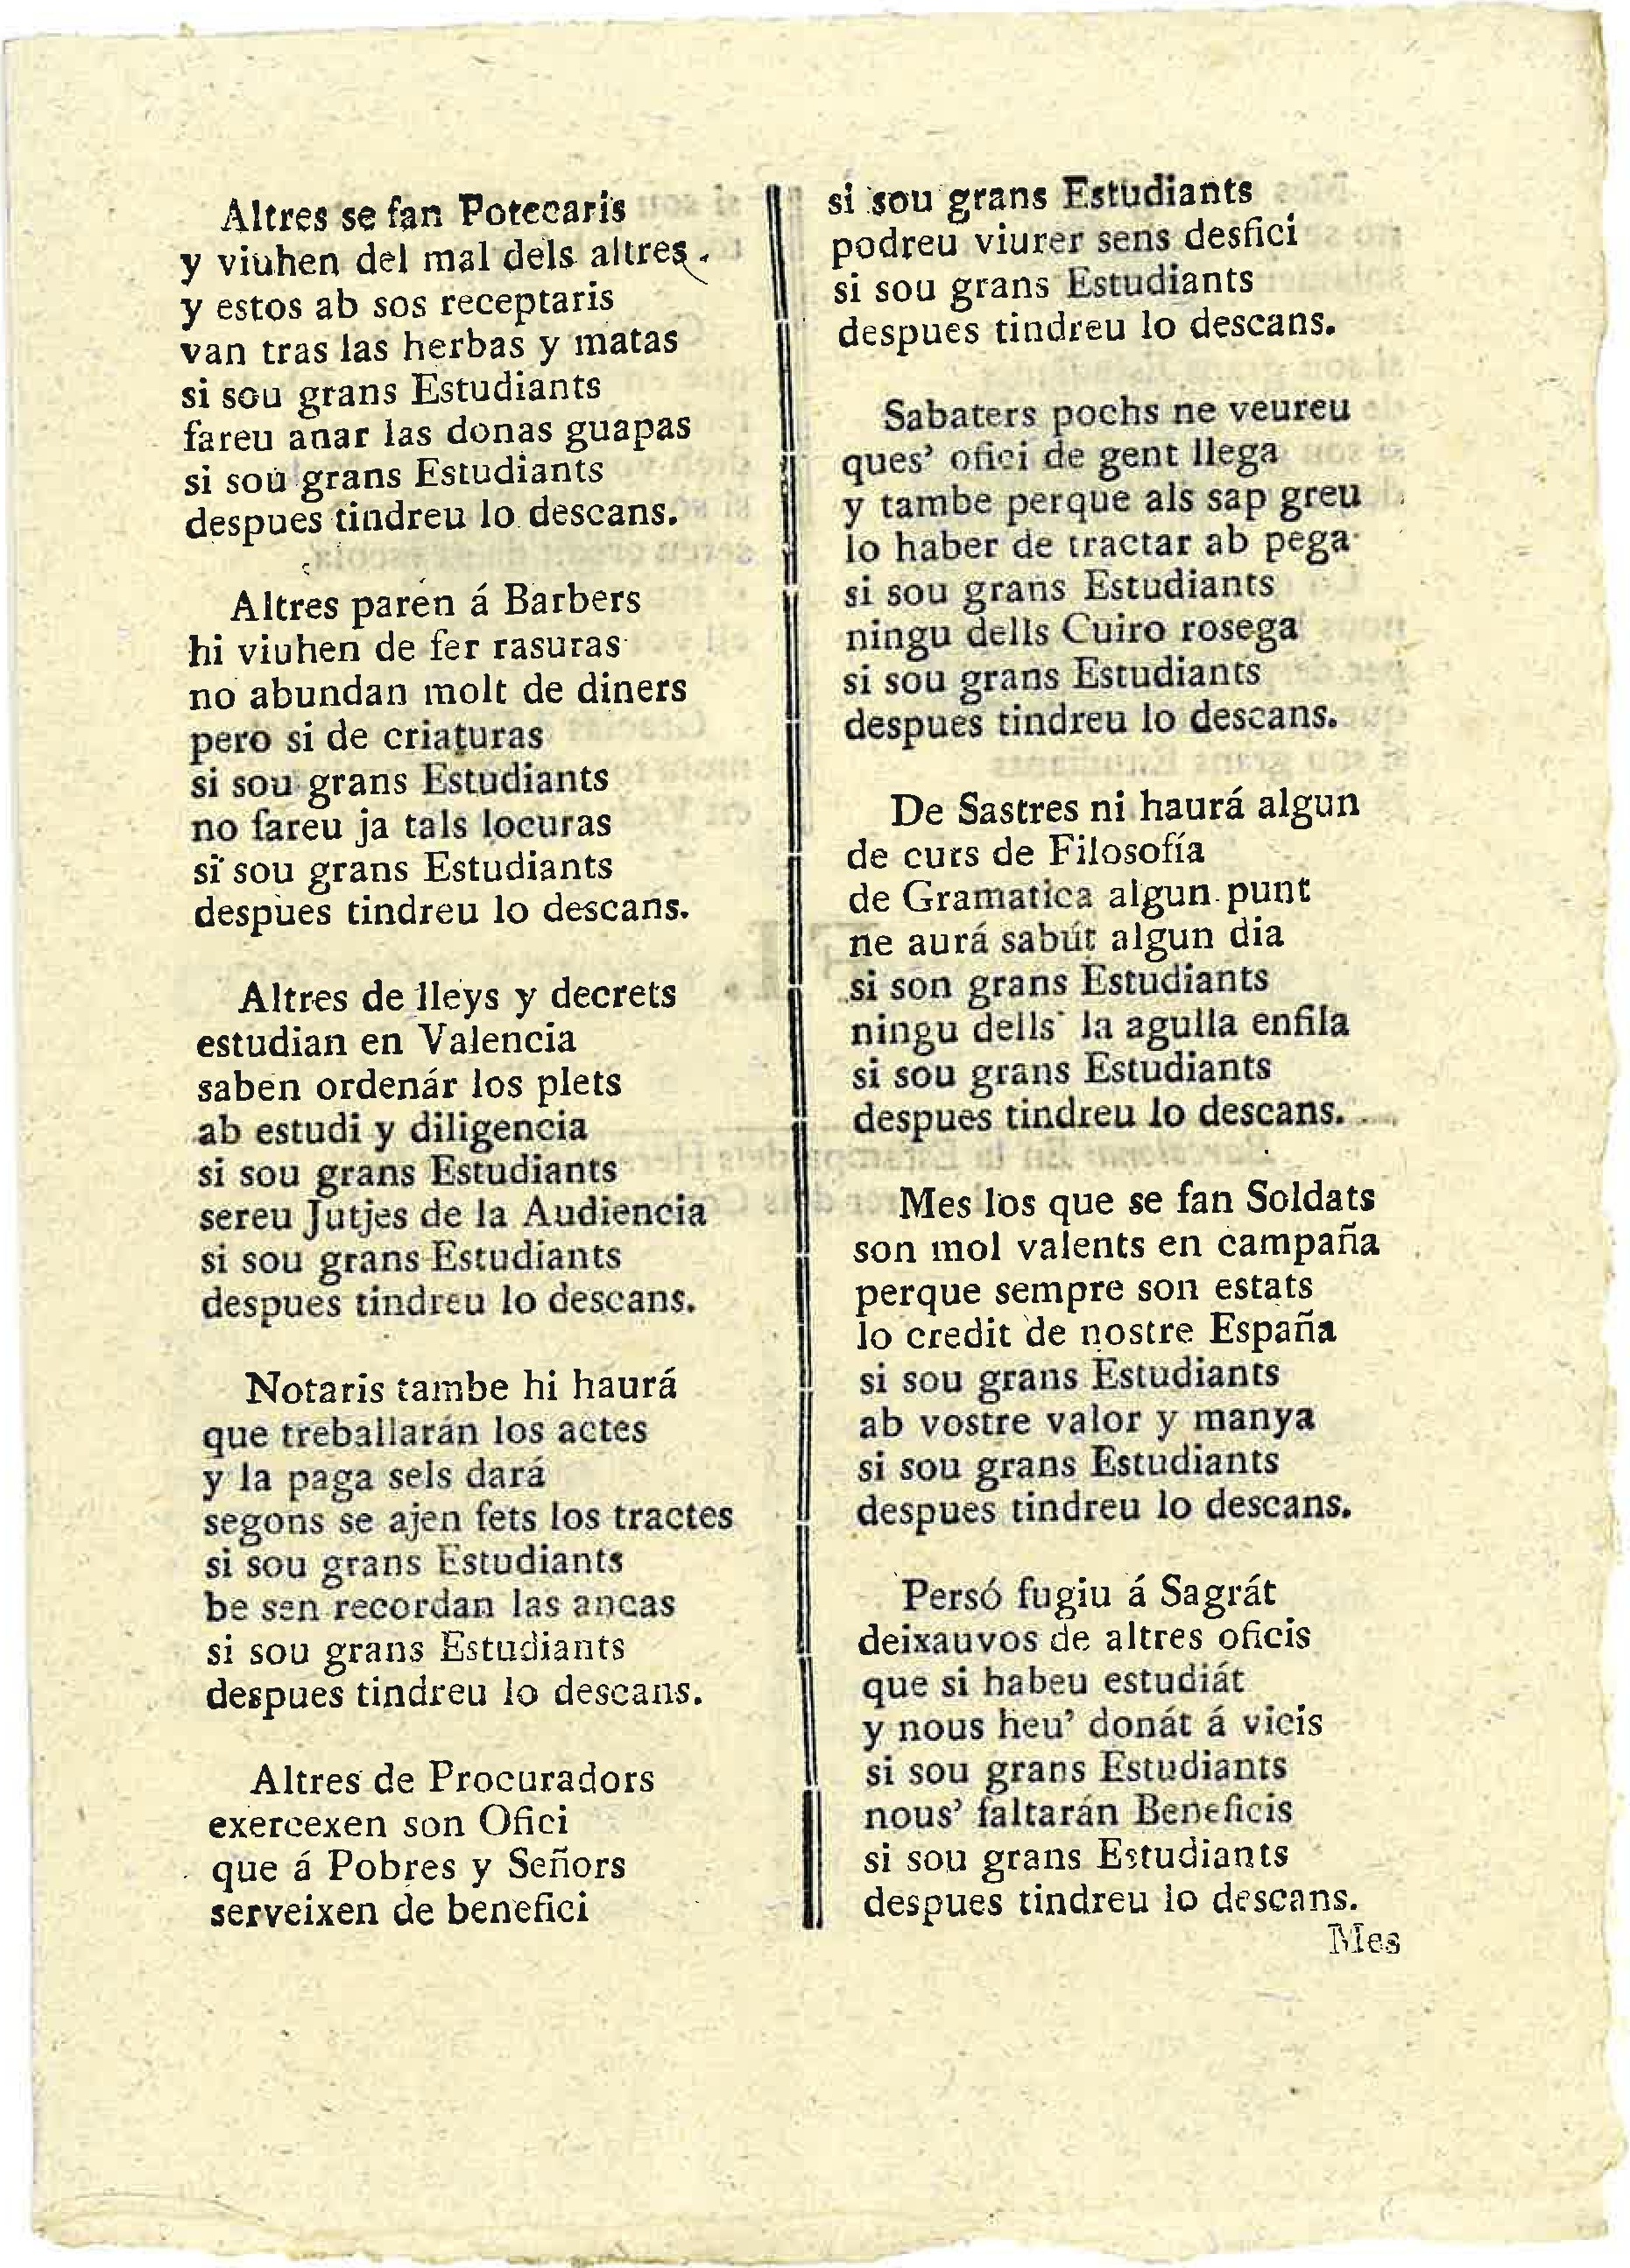 Altres se fan Potecaris
y viuhen del mal dels altres.
y estos ab sos receptaris
van tras las herbas y matas
si sou grans Estudiants
fareu anar las donas guapas
si sou grans Estudiants
despues tindreu lo descans.
Altres paren á Barbers
hi viuhen de fer rasuras
no abundan molt de diners
pero si de criaturas
si sou grans Estudiants
no fareu ja tals locuras
si sou grans Estudiants
despues tindreu lo descans.
Altres de lleys y decrets
estudian en Valencia
saben ordenár los plets
ab estudi y diligencia
si sou grans Estudiants
sereu Jutjes de la Audiencia
si sou grans Estudiants
despues tindreu lo descans.
Notaris tambe hi haurá
que treballarán los actes
y la paga sels dará
segons se ajen fets los tractes
si sou grans Estudiants
be sen recordan las ancas
si sou grans Estudiants
despues tindreu lo descans.
Altres de Procuradors
exercexen son Ofici
que á Pobres y Señors
serveixen de benefici
si sou grans Estudiants
podreu viurer sens desfici
si sou grans Estudiants
despues tindreu lo descans.
Sabaters pochs ne veureu
ques' ofici de gent llega
y tambe perque als sap greu
lo haber de tractar ab pega
si sou grans Estudiants
ningu dells Cuiro rosega
si sou grans Estudiants
despues tindreu lo descans.
De Sastres ni haurá algun
de curs de Filosofía
de Gramatica algun punt
ne aurá sabút algun dia
si son grans Estudiants
ningu dells' la agulla enfila
si sou grans Estudiants
despues tindreu lo descans.
Mes los que se fan Soldats
son mol valents en campaña
perque sempre son estats
lo credit de nostre España
si sou grans Estudiants
ab vostre valor y manya
si sou grans Estudiants
despues tindreu lo descans.
Persó fugiu á Sagrát
deixauvos de altres oficis
que si habeu estudiát
y nous heu' donát á vicis
si sou grans Estudiants
nous' faltarán Beneficis
si sou grans Estudiants
despues tindreu lo descans.
Mes